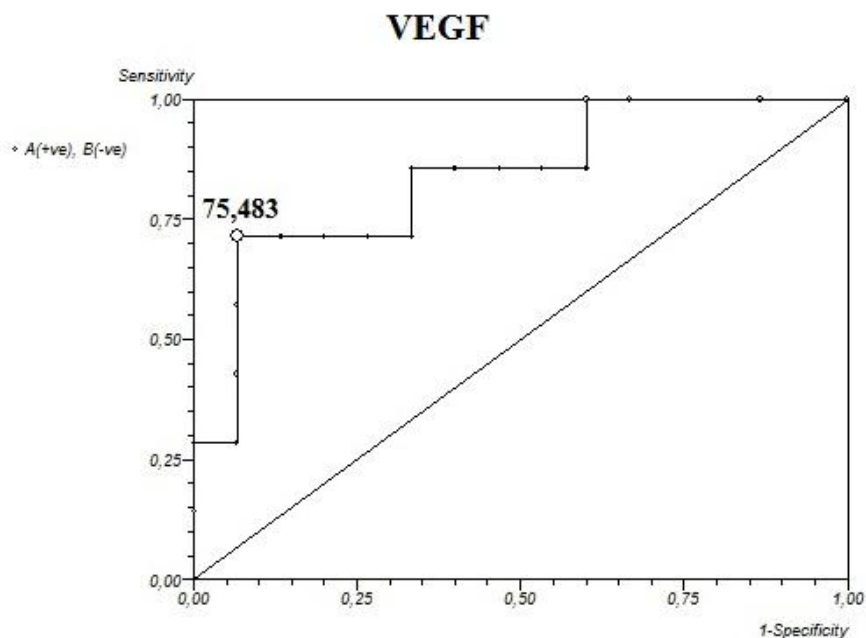 VEGF
Sensitivity
1,00
A(+ve), B(-ve)
75,483
0,75
0,50
0,25
0,00
0,00 0,25 0,50 0,75 1,00
1-Specificity